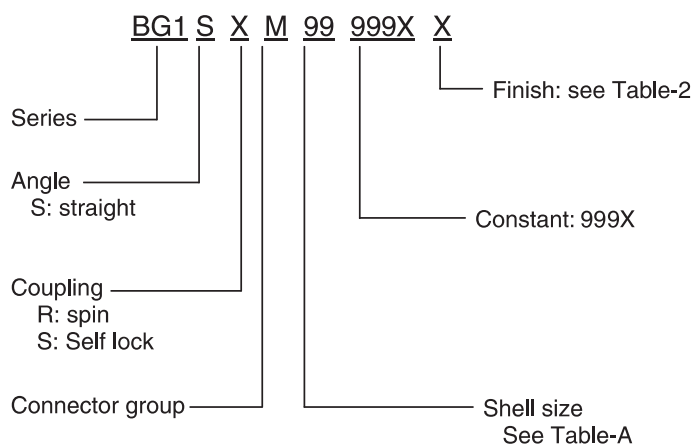 BG1 S X M 99 999X X
Finish: see Table-2
Series
Angle
S: straight
Constant: 999X
Coupling
R: spin
S: Self lock
Connector group
Shell size
See Table-A